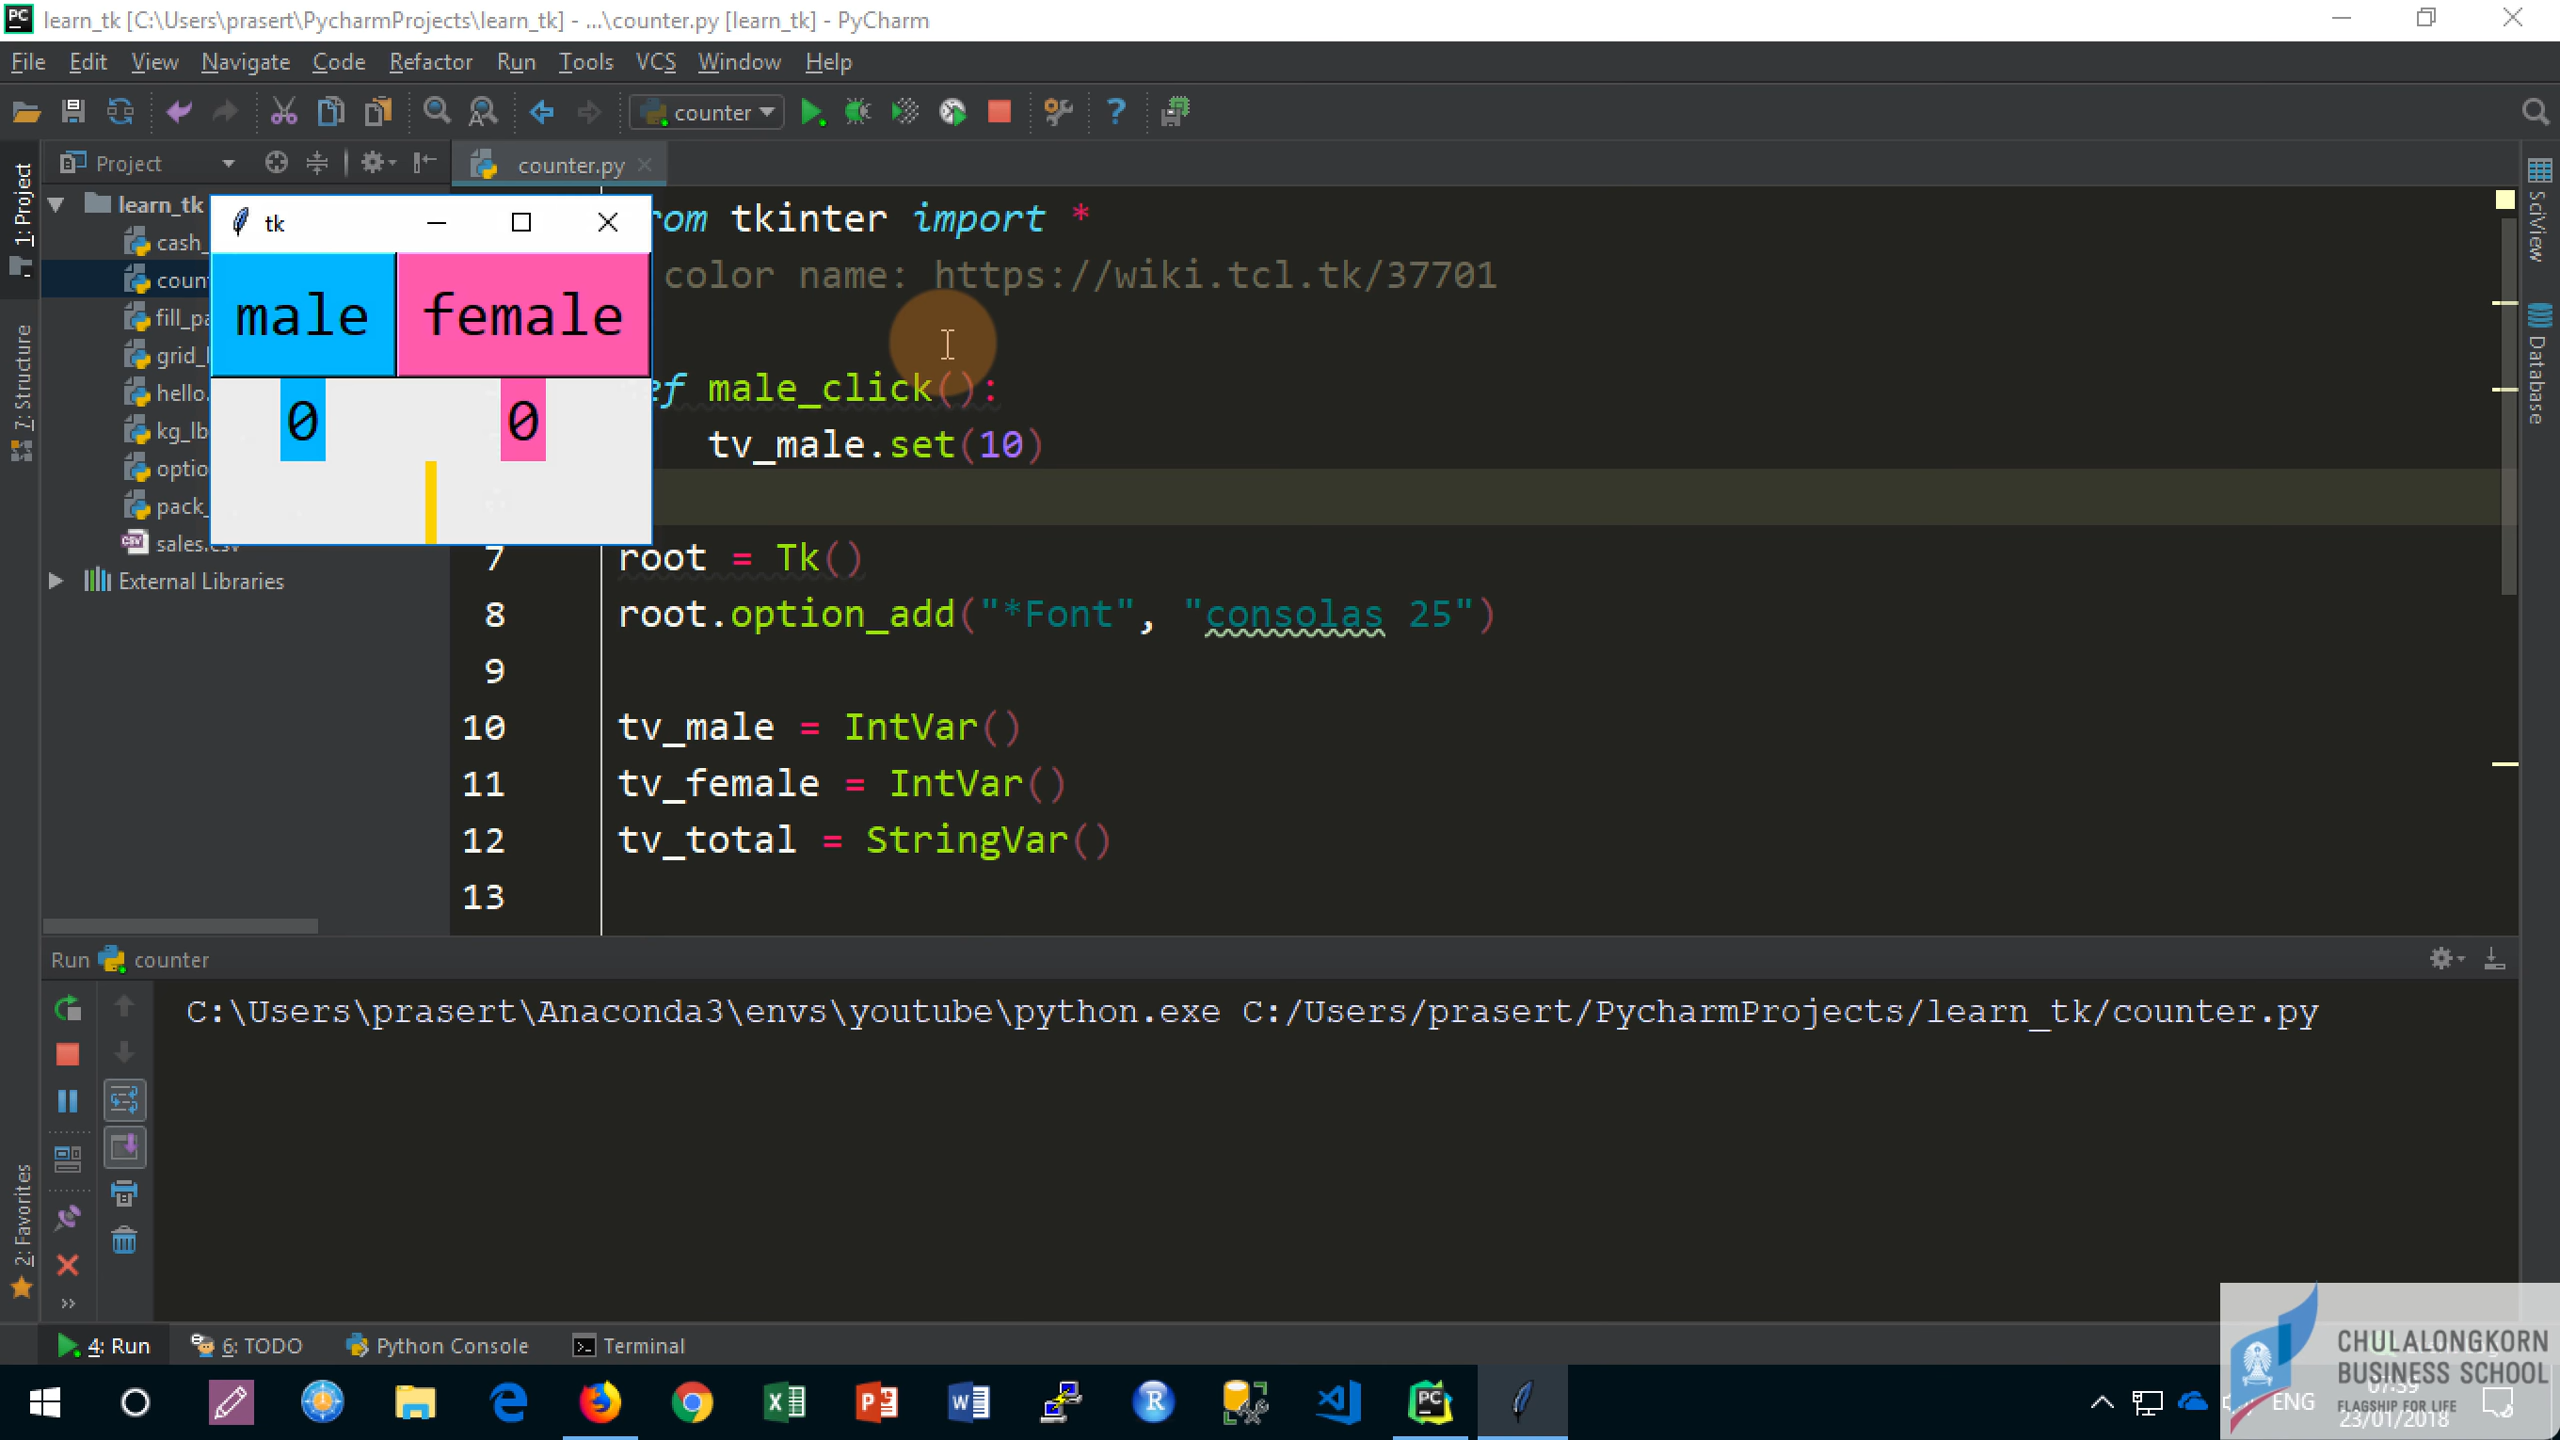 learn_tk [C:\Users\prasert\PycharmProjects\learn_tk] - ...\counter.py [learn_tk] - PyCharm
File Edit View Navigate Code Refactor Run Tools VCS Window Help
counter
Project
counter.py
1: Project
7: Structure
2: Favorites
SciView
Database
learn_tk
cash_
coun
fill_pa
grid_l
hello.
kg_lb
optio
pack_
sales.csv
External Libraries
tk
male female
0 0
rom tkinter import *
color name: https://wiki.tcl.tk/37701
ef male_click():
tv_male.set(10)
7 root = Tk()
8 root.option_add("*Font", "consolas 25")
9
10 tv_male = IntVar()
11 tv_female = IntVar()
12 tv_total = StringVar()
13
Run counter
C:\Users\prasert\Anaconda3\envs\youtube\python.exe C:/Users/prasert/PycharmProjects/learn_tk/counter.py
4: Run 6: TODO Python Console Terminal
CHULALONGKORN
BUSINESS SCHOOL
FLAGSHIP FOR LIFE
ENG
07:39
23/01/2018